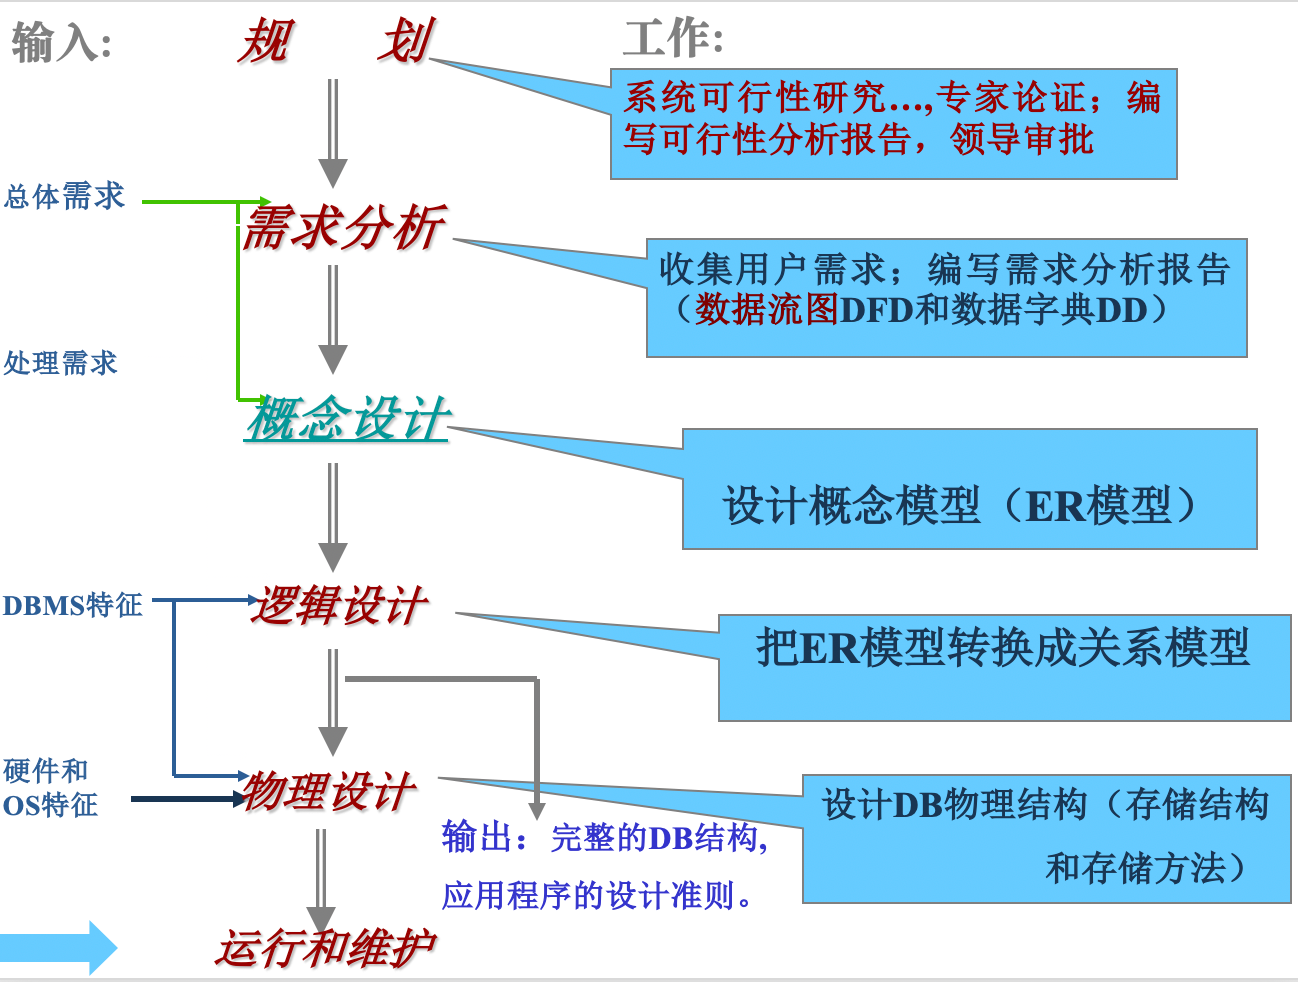 输入:
规 划
工作:
系统可行性研究…,专家论证；编
写可行性分析报告，领导审批
总体需求
需求分析
收集用户需求；编写需求分析报告
（数据流图DFD和数据字典DD）
处理需求
概念设计
设计概念模型（ER模型）
DBMS特征
逻辑设计
把ER模型转换成关系模型
硬件和
OS特征
物理设计
设计DB物理结构（存储结构
和存储方法）
输出：完整的DB结构,
应用程序的设计准则。
运行和维护